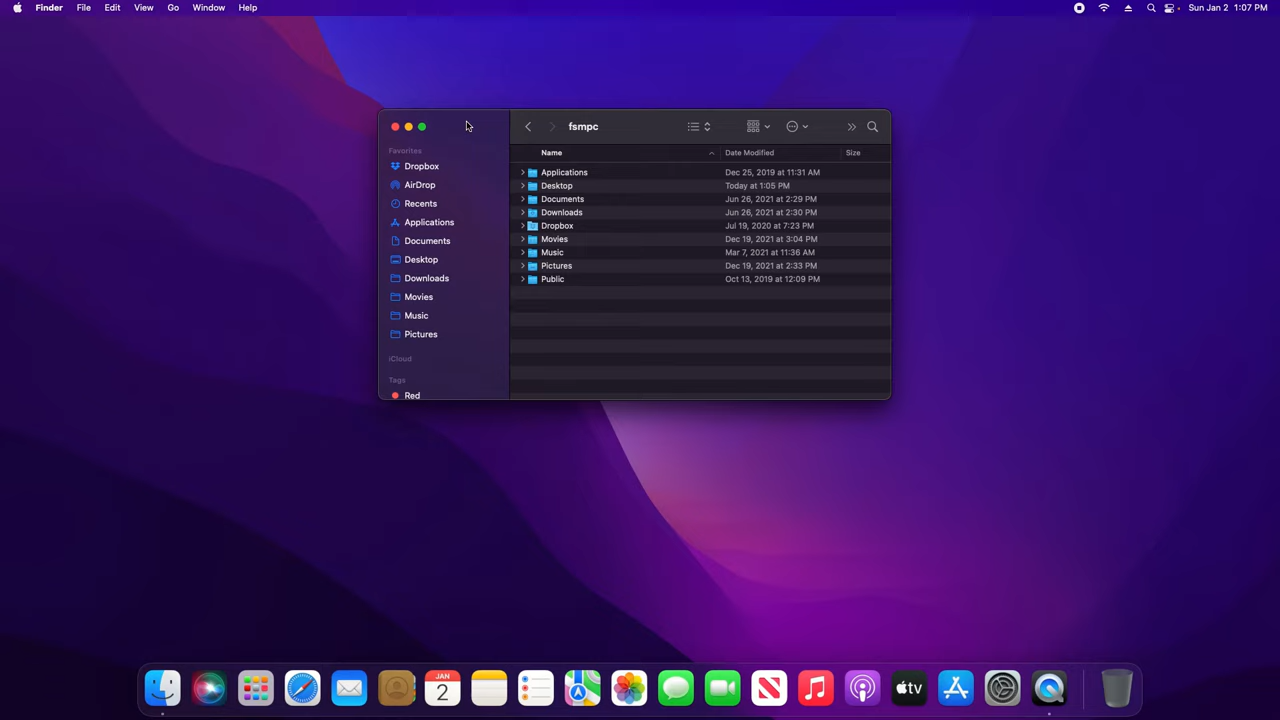 Finder File Edit View Go Window Help Sun Jan 2 1:07 PM
fsmpc
Favorites
Dropbox
AirDrop
Recents
Applications
Documents
Desktop
Downloads
Movies
Music
Pictures
iCloud
Tags
Red
Name Date Modified Size
Applications Dec 25, 2019 at 11:31 AM
Desktop Today at 1:05 PM
Documents Jun 26, 2021 at 2:29 PM
Downloads Jun 26, 2021 at 2:30 PM
Dropbox Jul 19, 2020 at 7:23 PM
Movies Dec 19, 2021 at 3:04 PM
Music Mar 7, 2021 at 11:36 AM
Pictures Dec 19, 2021 at 2:33 PM
Public Oct 13, 2019 at 12:09 PM
JAN
2
tv